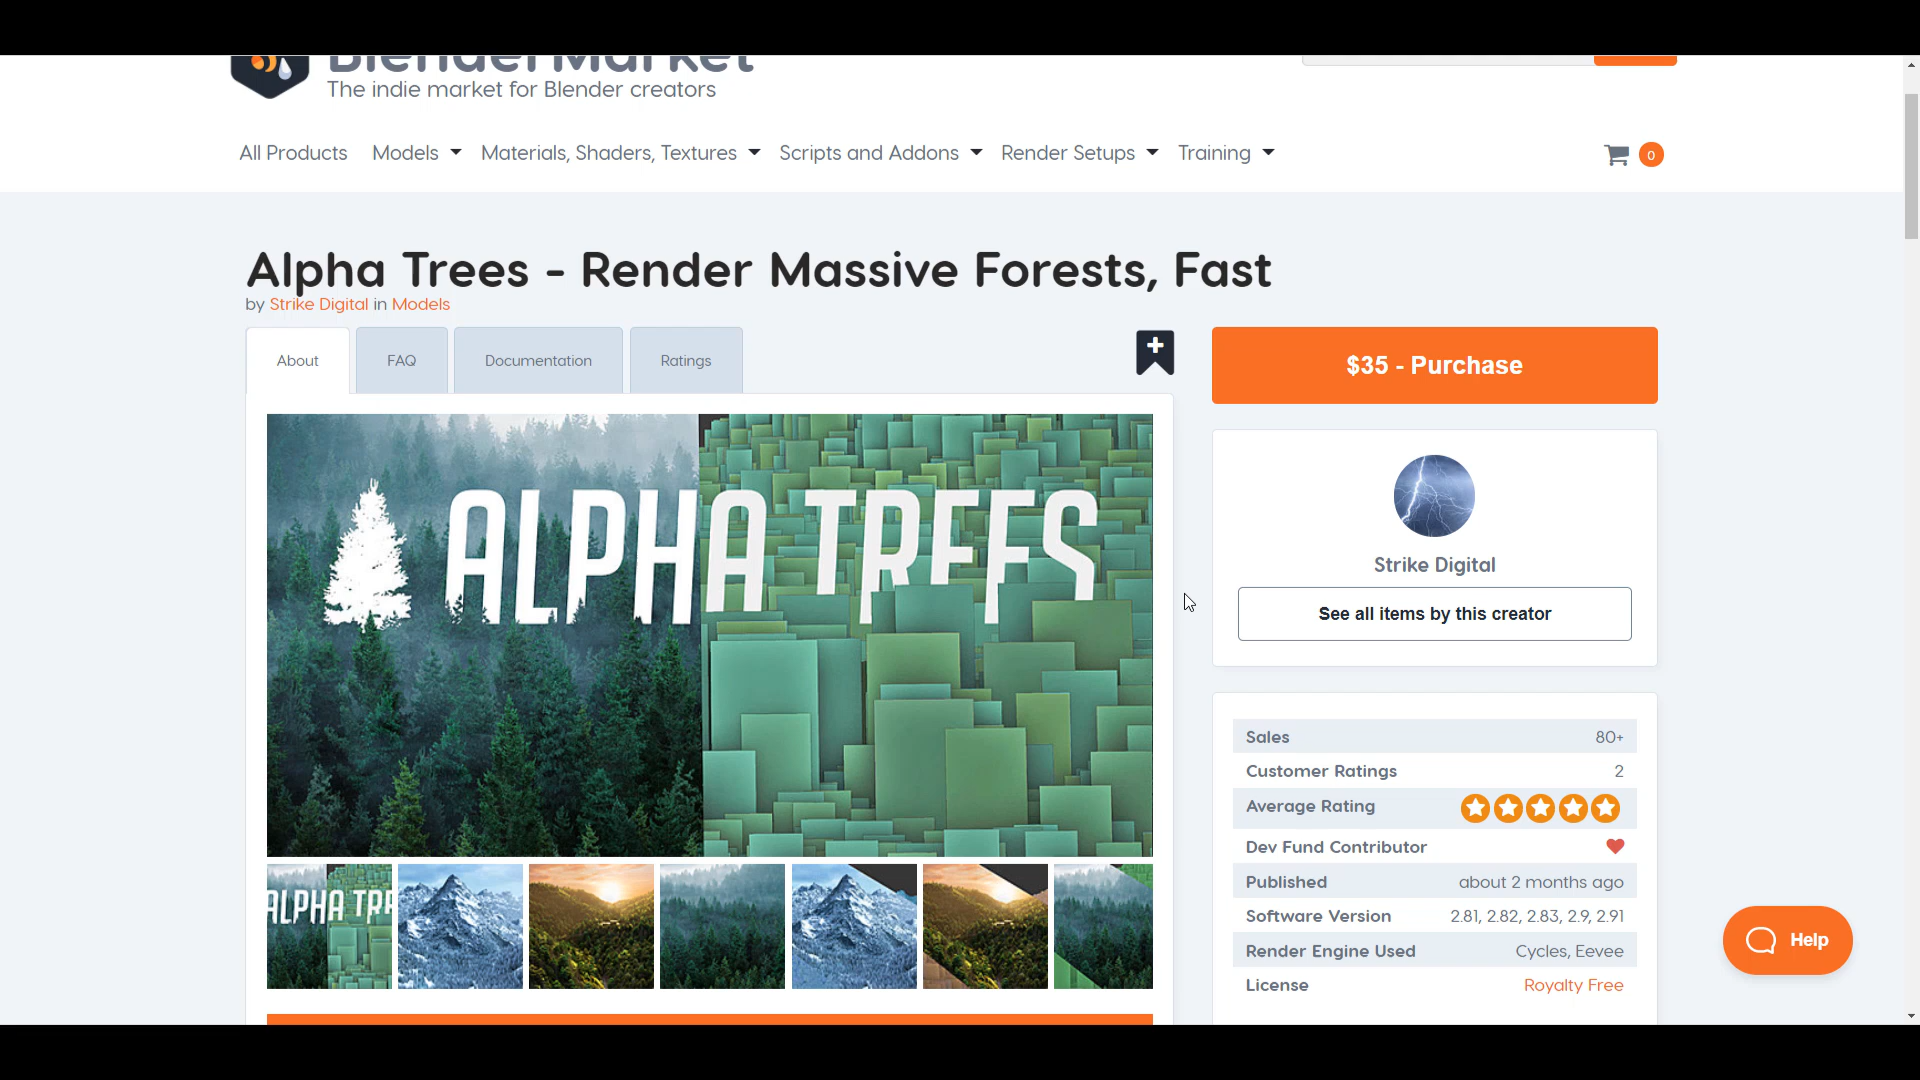 BlenderMarket
The indie market for Blender creators
All Products
Models
Materials, Shaders, Textures
Scripts and Addons
Render Setups
Training
0
Alpha Trees - Render Massive Forests, Fast
by Strike Digital in Models
About
FAQ
Documentation
Ratings
$35 - Purchase
ALPHA TREES
Strike Digital
See all items by this creator
Sales 80+
Customer Ratings 2
Average Rating
Dev Fund Contributor
Published about 2 months ago
Software Version 2.81, 2.82, 2.83, 2.9, 2.91
Render Engine Used Cycles, Eevee
License Royalty Free
ALPHA TR
Help